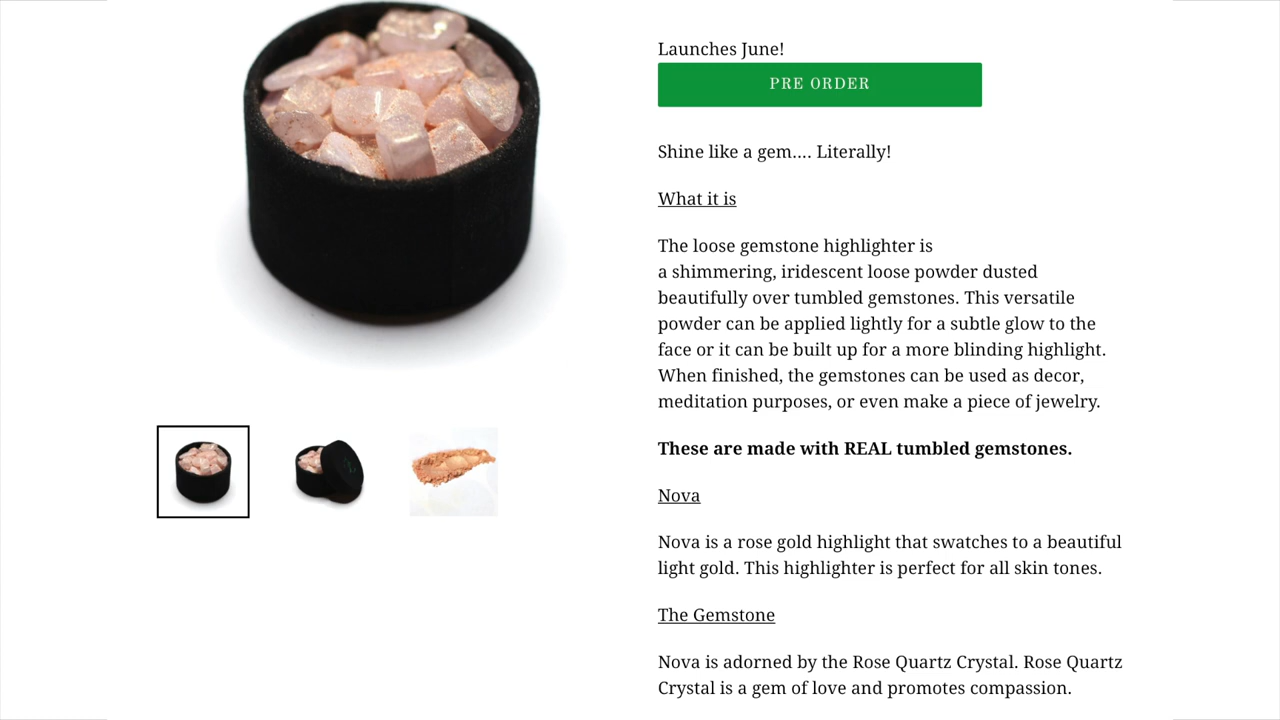 Launches June!
PRE ORDER
Shine like a gem.... Literally!
What it is
The loose gemstone highlighter is
a shimmering, iridescent loose powder dusted
beautifully over tumbled gemstones. This versatile
powder can be applied lightly for a subtle glow to the
face or it can be built up for a more blinding highlight.
When finished, the gemstones can be used as decor,
meditation purposes, or even make a piece of jewelry.
These are made with REAL tumbled gemstones.
Nova
Nova is a rose gold highlight that swatches to a beautiful
light gold. This highlighter is perfect for all skin tones.
The Gemstone
Nova is adorned by the Rose Quartz Crystal. Rose Quartz
Crystal is a gem of love and promotes compassion.